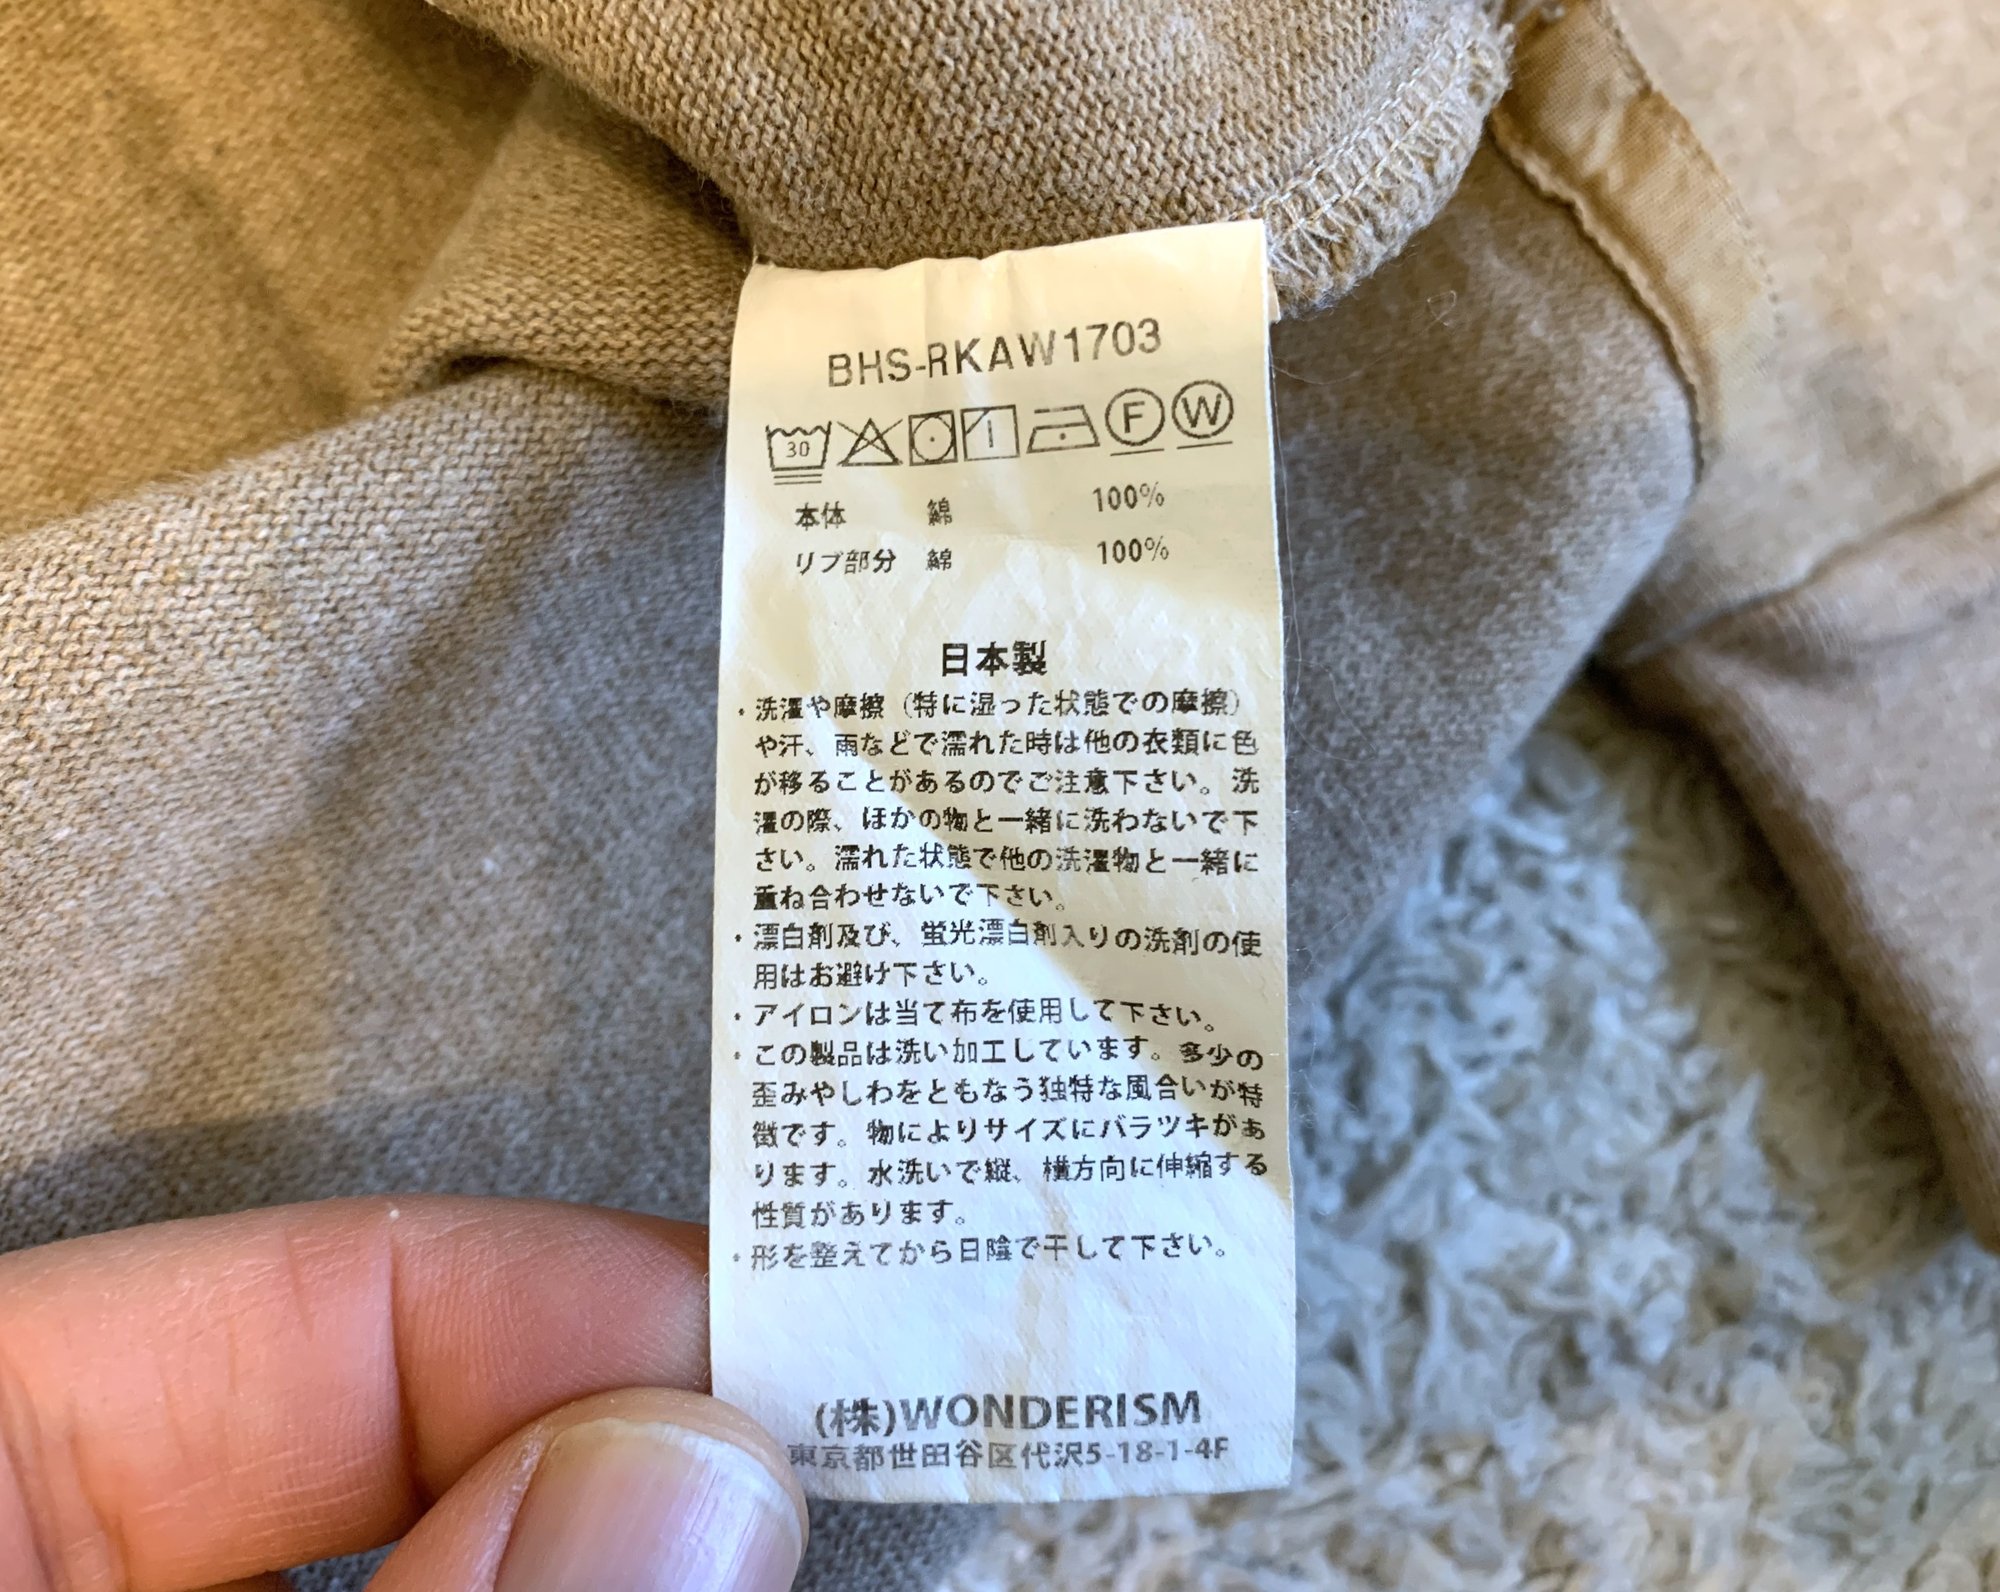 BHS-RKAW1703
30 F W
本体 綿 100%
リブ部分 綿 100%
日本製
・洗濯や摩擦（特に湿った状態での摩擦）
や汗、雨などで濡れた時は他の衣類に色
が移ることがあるのでご注意下さい。洗
濯の際、ほかの物と一緒に洗わないで下
さい。濡れた状態で他の洗濯物と一緒に
重ね合わせないで下さい。
・漂白剤及び、蛍光漂白剤入りの洗剤の使
用はお避け下さい。
・アイロンは当て布を使用して下さい。
・この製品は洗い加工しています。多少の
歪みやしわをともなう独特な風合いが特
徴です。物によりサイズにバラツキがあ
ります。水洗いで縦、横方向に伸縮する
性質があります。
・形を整えてから日陰で干して下さい。
(株)WONDERISM
東京都世田谷区代沢5-18-1-4F